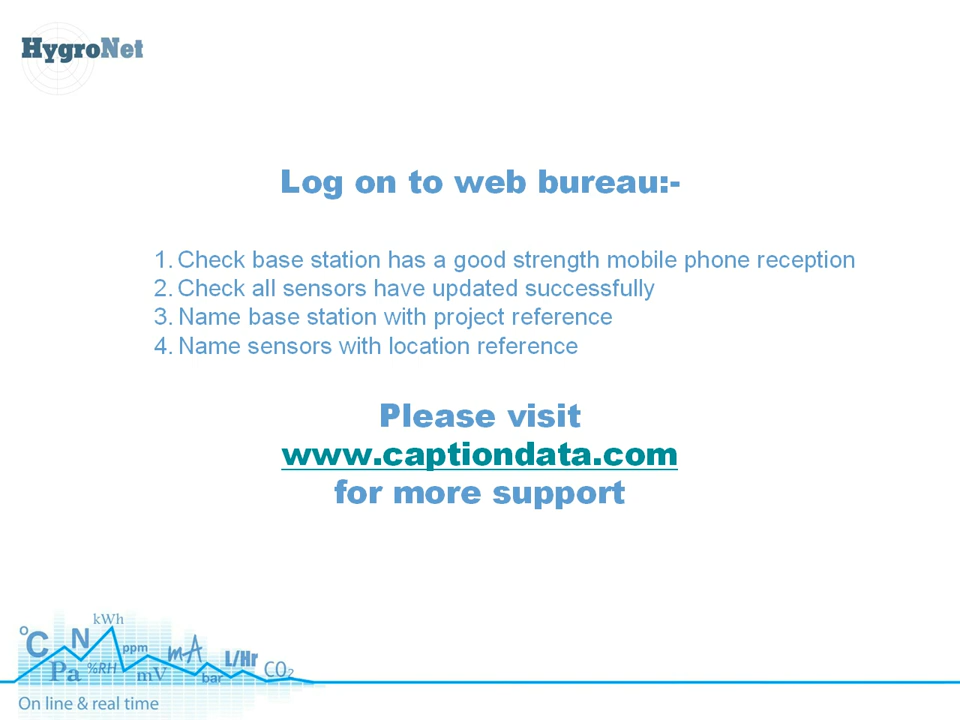 HygroNet
Log on to web bureau:-
1. Check base station has a good strength mobile phone reception
2. Check all sensors have updated successfully
3. Name base station with project reference
4. Name sensors with location reference
Please visit
www.captiondata.com
for more support
kWh
°C N ppm mA L/Hr CO₂
Pa %RH mV bar
On line & real time